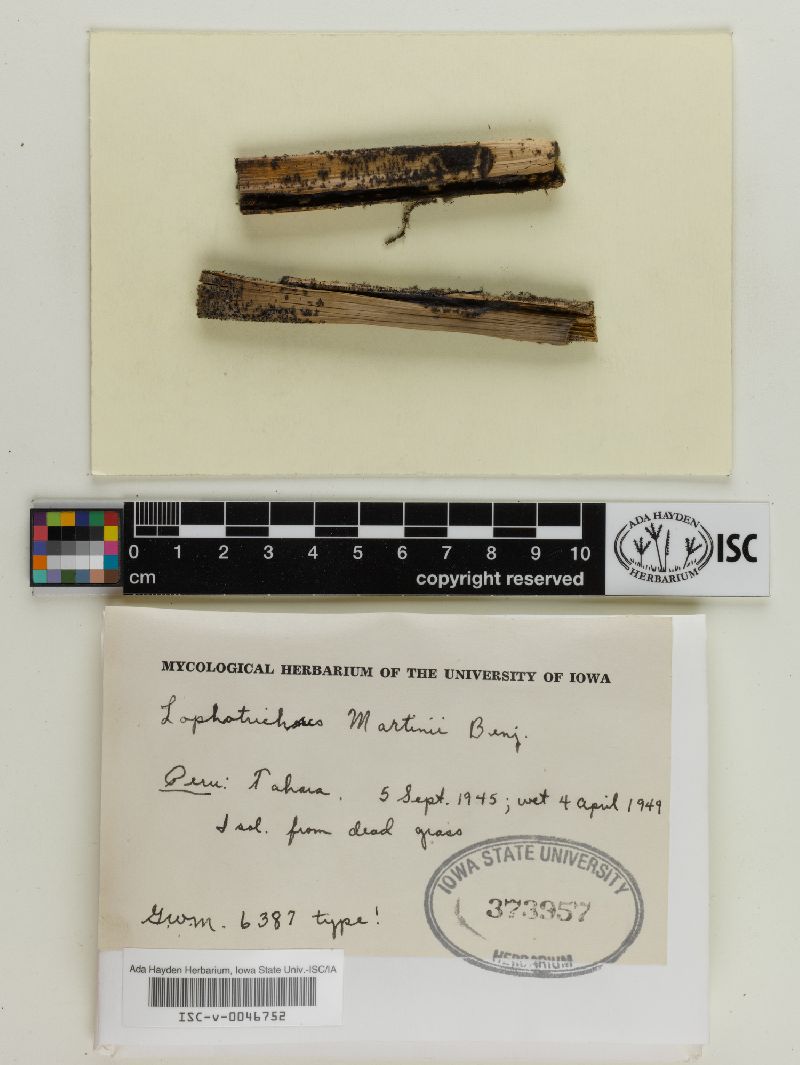 0 1 2 3 4 5 6 7 8 9 10
cm
copyright reserved
ADA HAYDEN
HERBARIUM
ISC
MYCOLOGICAL HERBARIUM OF THE UNIVERSITY OF IOWA
Lophotrichus Martinii Benj.
Peru: Tahara. 5 Sept. 1945; wet 4 april 1949
Isol. from dead grass
G.W.M. 6387 type!
IOWA STATE UNIVERSITY
373957
HERBARIUM
Ada Hayden Herbarium, Iowa State Univ.-ISC/IA
ISC-v-0046752